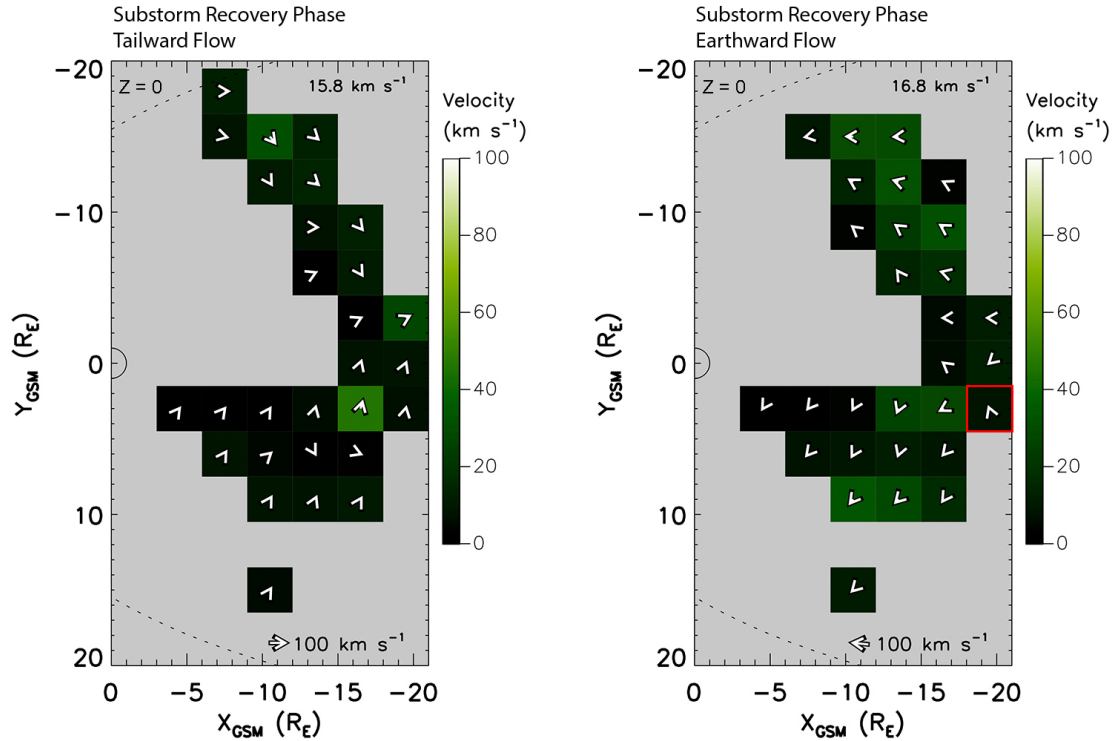 Substorm Recovery Phase
Tailward Flow
Z = 0
15.8 km s⁻¹
Velocity
(km s⁻¹)
100
80
60
40
20
0
−20
−10
0
10
20
Y_GSM (R_E)
100 km s⁻¹
0
−5
−10
−15
−20
X_GSM (R_E)
Substorm Recovery Phase
Earthward Flow
Z = 0
16.8 km s⁻¹
Velocity
(km s⁻¹)
100
80
60
40
20
0
−20
−10
0
10
20
Y_GSM (R_E)
100 km s⁻¹
0
−5
−10
−15
−20
X_GSM (R_E)